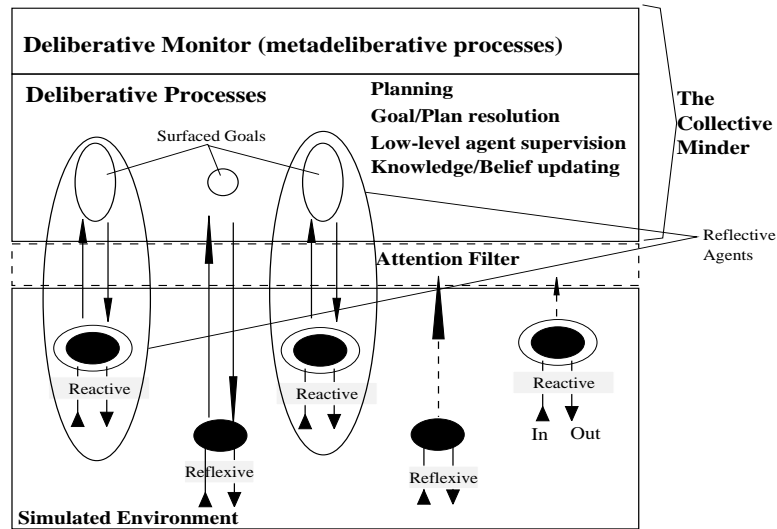 Deliberative Monitor (metadeliberative processes)
Deliberative Processes
Planning
Goal/Plan resolution
Low-level agent supervision
Knowledge/Belief updating
Surfaced Goals
The
Collective
Minder
Reflective
Agents
Attention Filter
Reactive
Reactive
Reactive
In Out
Reflexive
Reflexive
Simulated Environment